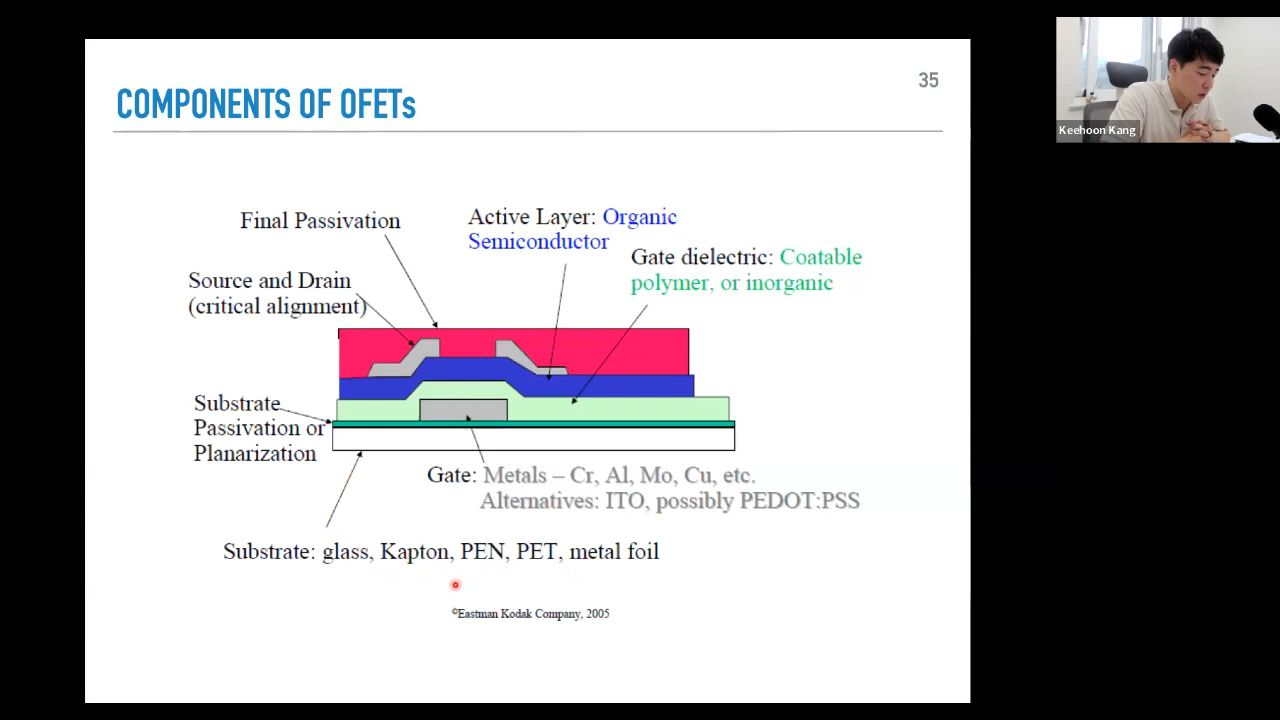 35
COMPONENTS OF OFETs
Keehoon Kang
Final Passivation
Active Layer: Organic
Semiconductor
Gate dielectric: Coatable
polymer, or inorganic
Source and Drain
(critical alignment)
Substrate
Passivation or
Planarization
Gate: Metals – Cr, Al, Mo, Cu, etc.
Alternatives: ITO, possibly PEDOT:PSS
Substrate: glass, Kapton, PEN, PET, metal foil
©Eastman Kodak Company, 2005